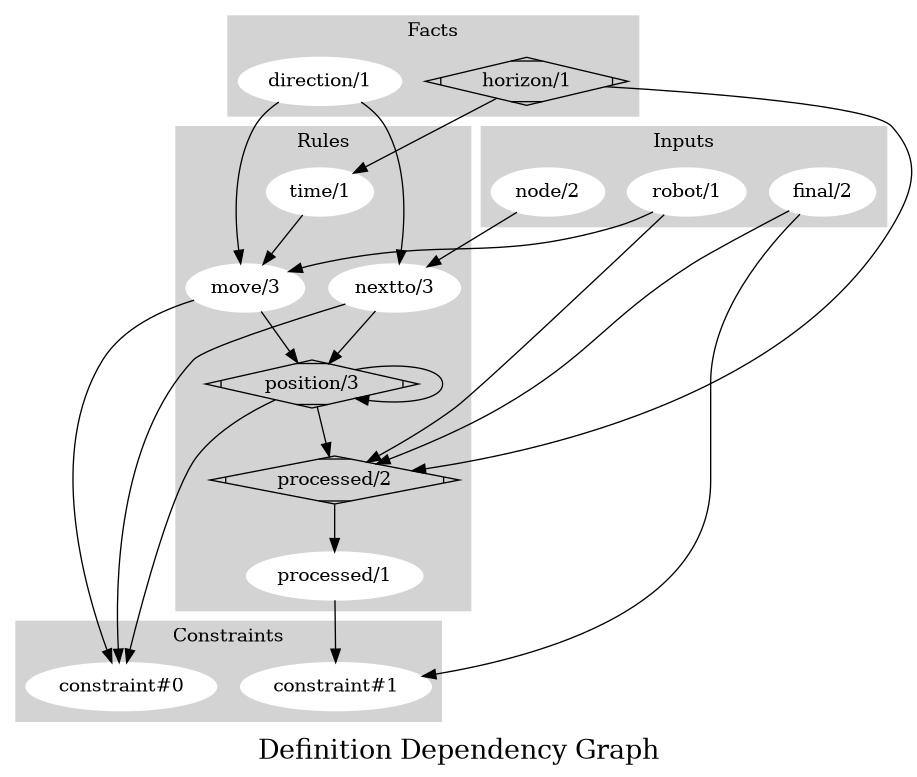 Facts
direction/1
horizon/1
Rules
Inputs
time/1
node/2
robot/1
final/2
move/3
nextto/3
position/3
processed/2
processed/1
Constraints
constraint#0
constraint#1
Definition Dependency Graph